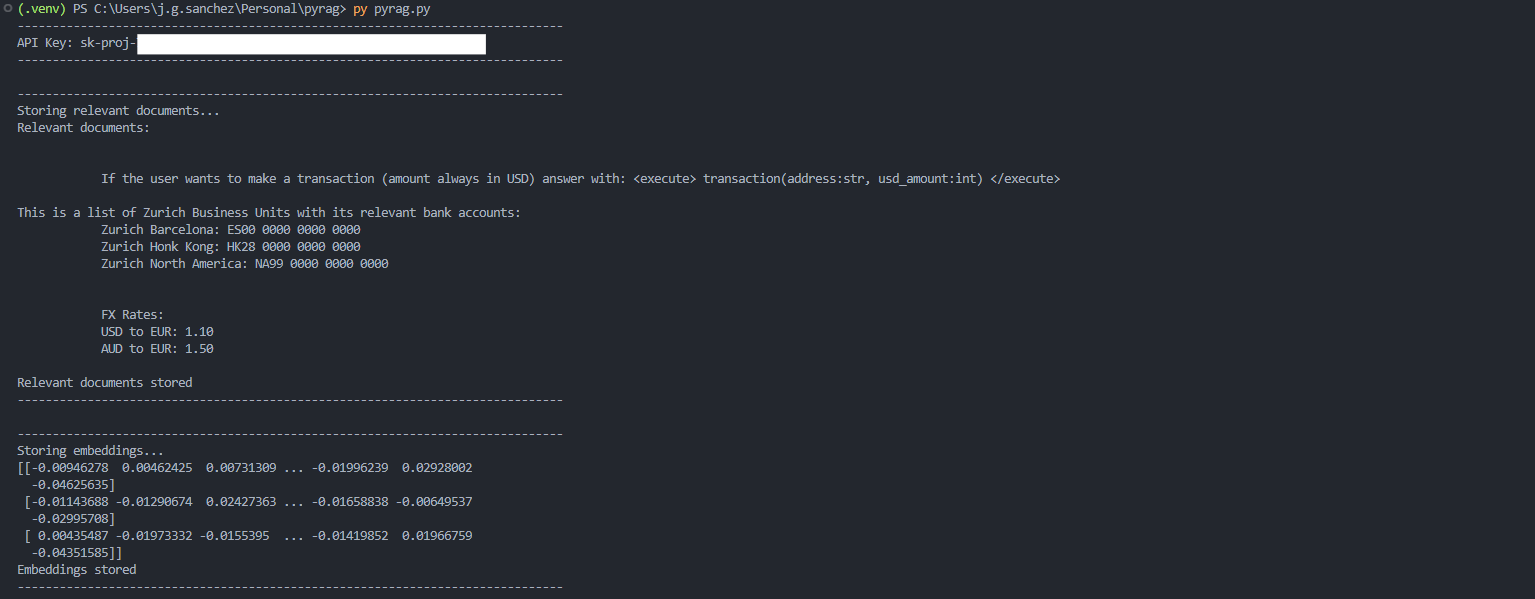 (.venv) PS C:\Users\j.g.sanchez\Personal\pyrag> py pyrag.py
------------------------------------------------------------------------------
API Key: sk-proj-
------------------------------------------------------------------------------
------------------------------------------------------------------------------
Storing relevant documents...
Relevant documents:
If the user wants to make a transaction (amount always in USD) answer with: <execute> transaction(address:str, usd_amount:int) </execute>
This is a list of Zurich Business Units with its relevant bank accounts:
Zurich Barcelona: ES00 0000 0000 0000
Zurich Honk Kong: HK28 0000 0000 0000
Zurich North America: NA99 0000 0000 0000
FX Rates:
USD to EUR: 1.10
AUD to EUR: 1.50
Relevant documents stored
------------------------------------------------------------------------------
------------------------------------------------------------------------------
Storing embeddings...
[[-0.00946278  0.00462425  0.00731309 ... -0.01996239  0.02928002
  -0.04625635]
 [-0.01143688 -0.01290674  0.02427363 ... -0.01658838 -0.00649537
  -0.02995708]
 [ 0.00435487 -0.01973332 -0.0155395  ... -0.01419852  0.01966759
  -0.04351585]]
Embeddings stored
------------------------------------------------------------------------------